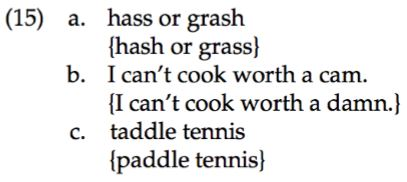 (15) a. hass or grash
{hash or grass}
b. I can’t cook worth a cam.
{I can’t cook worth a damn.}
c. taddle tennis
{paddle tennis}